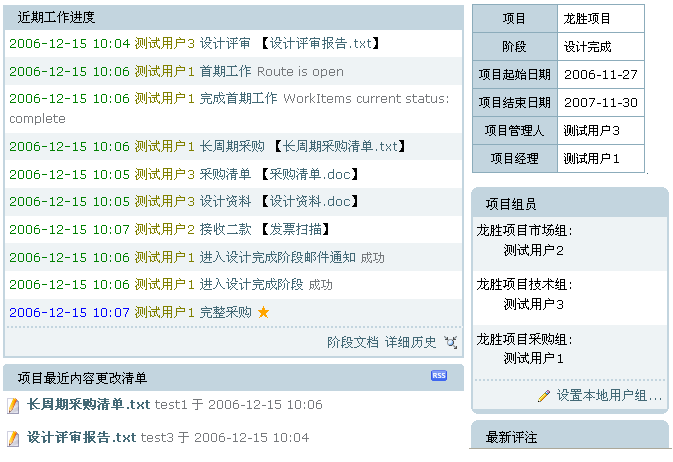 近期工作进度
2006-12-15 10:04 测试用户3 设计评审 【设计评审报告.txt】
2006-12-15 10:06 测试用户1 首期工作 Route is open
2006-12-15 10:06 测试用户1 完成首期工作 WorkItems current status:
complete
2006-12-15 10:06 测试用户1 长周期采购 【长周期采购清单.txt】
2006-12-15 10:05 测试用户3 采购清单 【采购清单.doc】
2006-12-15 10:05 测试用户3 设计资料 【设计资料.doc】
2006-12-15 10:07 测试用户2 接收二款 【发票扫描】
2006-12-15 10:06 测试用户1 进入设计完成阶段邮件通知 成功
2006-12-15 10:06 测试用户1 进入设计完成阶段 成功
2006-12-15 10:07 测试用户1 完整采购
阶段文档 详细历史
项目最近内容更改清单 RSS
长周期采购清单.txt test1 于 2006-12-15 10:06
设计评审报告.txt test3 于 2006-12-15 10:04
项目 龙胜项目
阶段 设计完成
项目起始日期 2006-11-27
项目结束日期 2007-11-30
项目管理人 测试用户3
项目经理 测试用户1
项目组员
龙胜项目市场组:
测试用户2
龙胜项目技术组:
测试用户3
龙胜项目采购组:
测试用户1
设置本地用户组...
最新评注